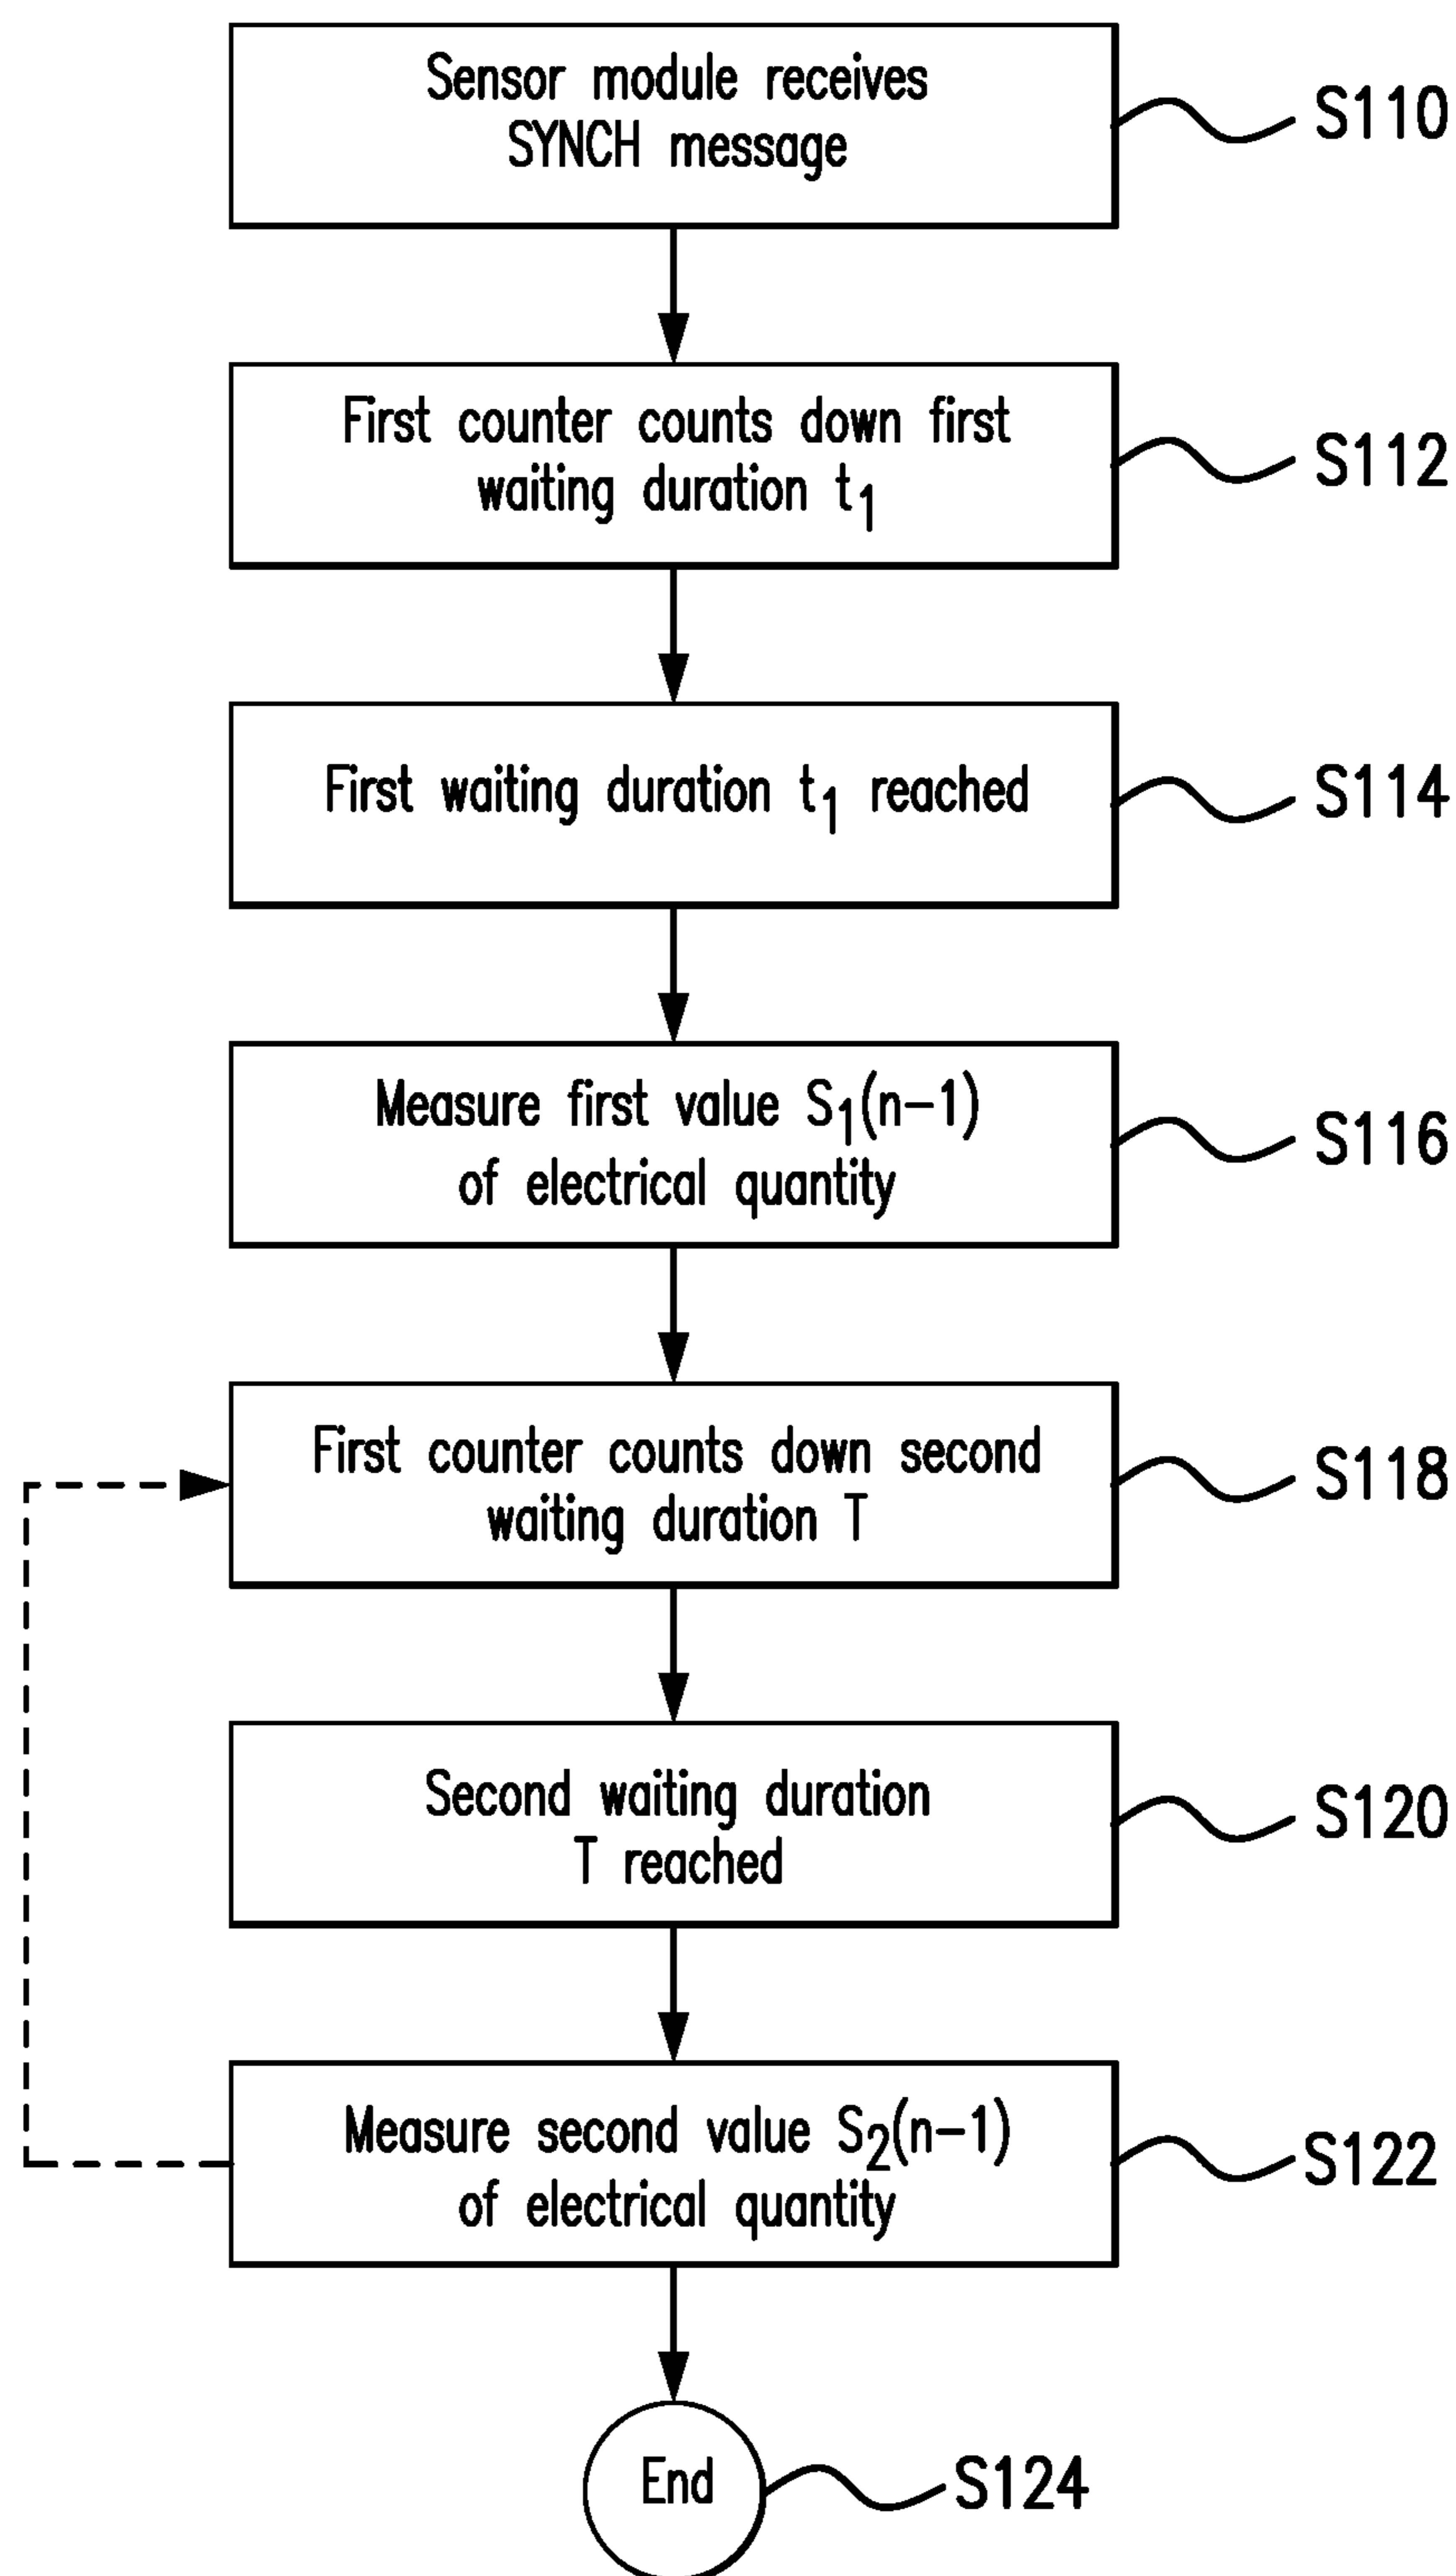 Sensor module receives
SYNCH message
S110
First counter counts down first
waiting duration t₁
S112
First waiting duration t₁ reached
S114
Measure first value S₁(n-1)
of electrical quantity
S116
First counter counts down second
waiting duration T
S118
Second waiting duration
T reached
S120
Measure second value S₂(n-1)
of electrical quantity
S122
End
S124